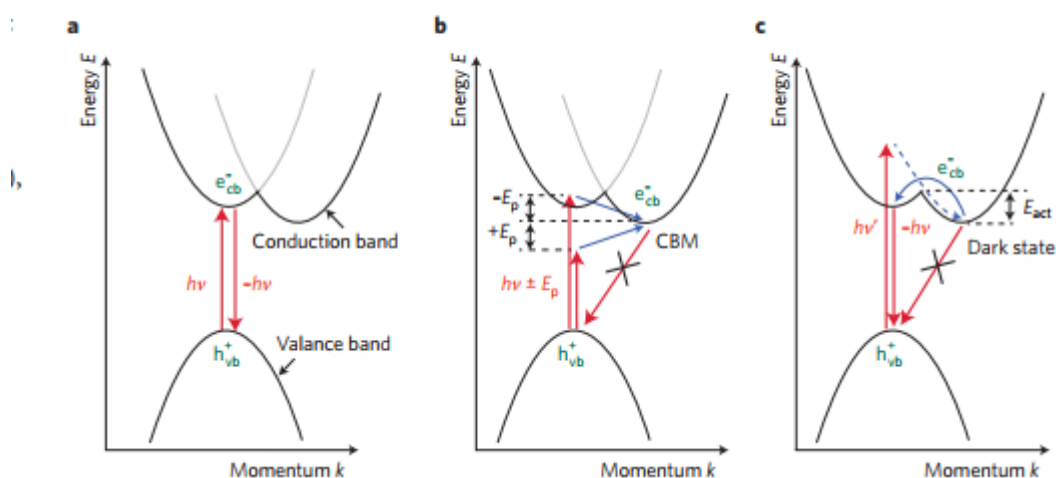 :
),
a
Energy E
e⁻cb
Conduction band
hν
-hν
Valance band
h⁺vb
Momentum k
b
Energy E
−Ep
e⁻cb
+Ep
CBM
hν ± Ep
h⁺vb
Momentum k
c
Energy E
e⁻cb
Eact
hν′
-hν
Dark state
h⁺vb
Momentum k